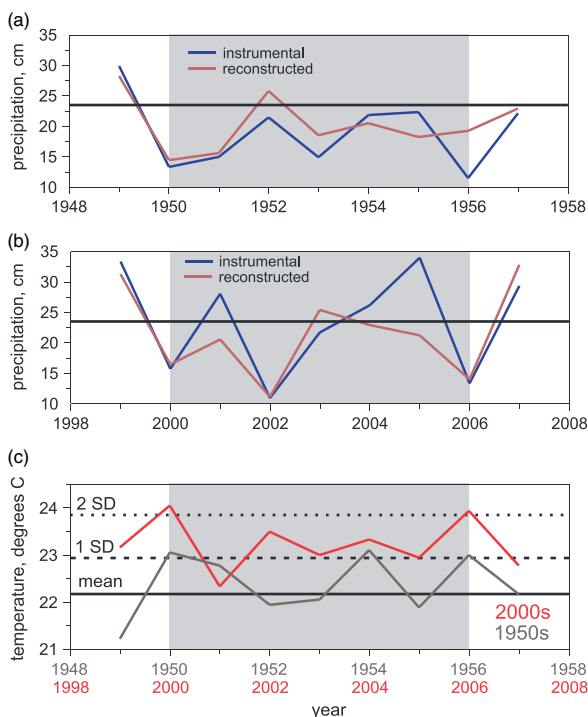 (a)
precipitation, cm
35
30
25
20
15
10
instrumental
reconstructed
1948 1950 1952 1954 1956 1958
(b)
precipitation, cm
35
30
25
20
15
10
instrumental
reconstructed
1998 2000 2002 2004 2006 2008
(c)
temperature, degrees C
24
23
22
21
2 SD
1 SD
mean
2000s
1950s
1948 1950 1952 1954 1956 1958
1998 2000 2002 2004 2006 2008
year